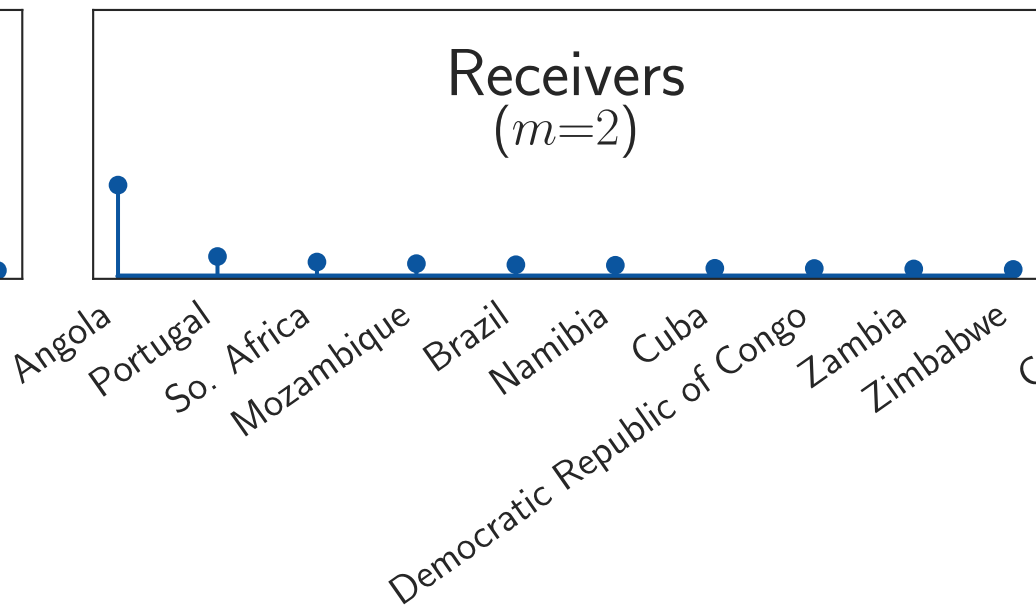 Receivers
(m=2)
Angola
Portugal
So. Africa
Mozambique
Brazil
Namibia
Cuba
Democratic Republic of Congo
Zambia
Zimbabwe